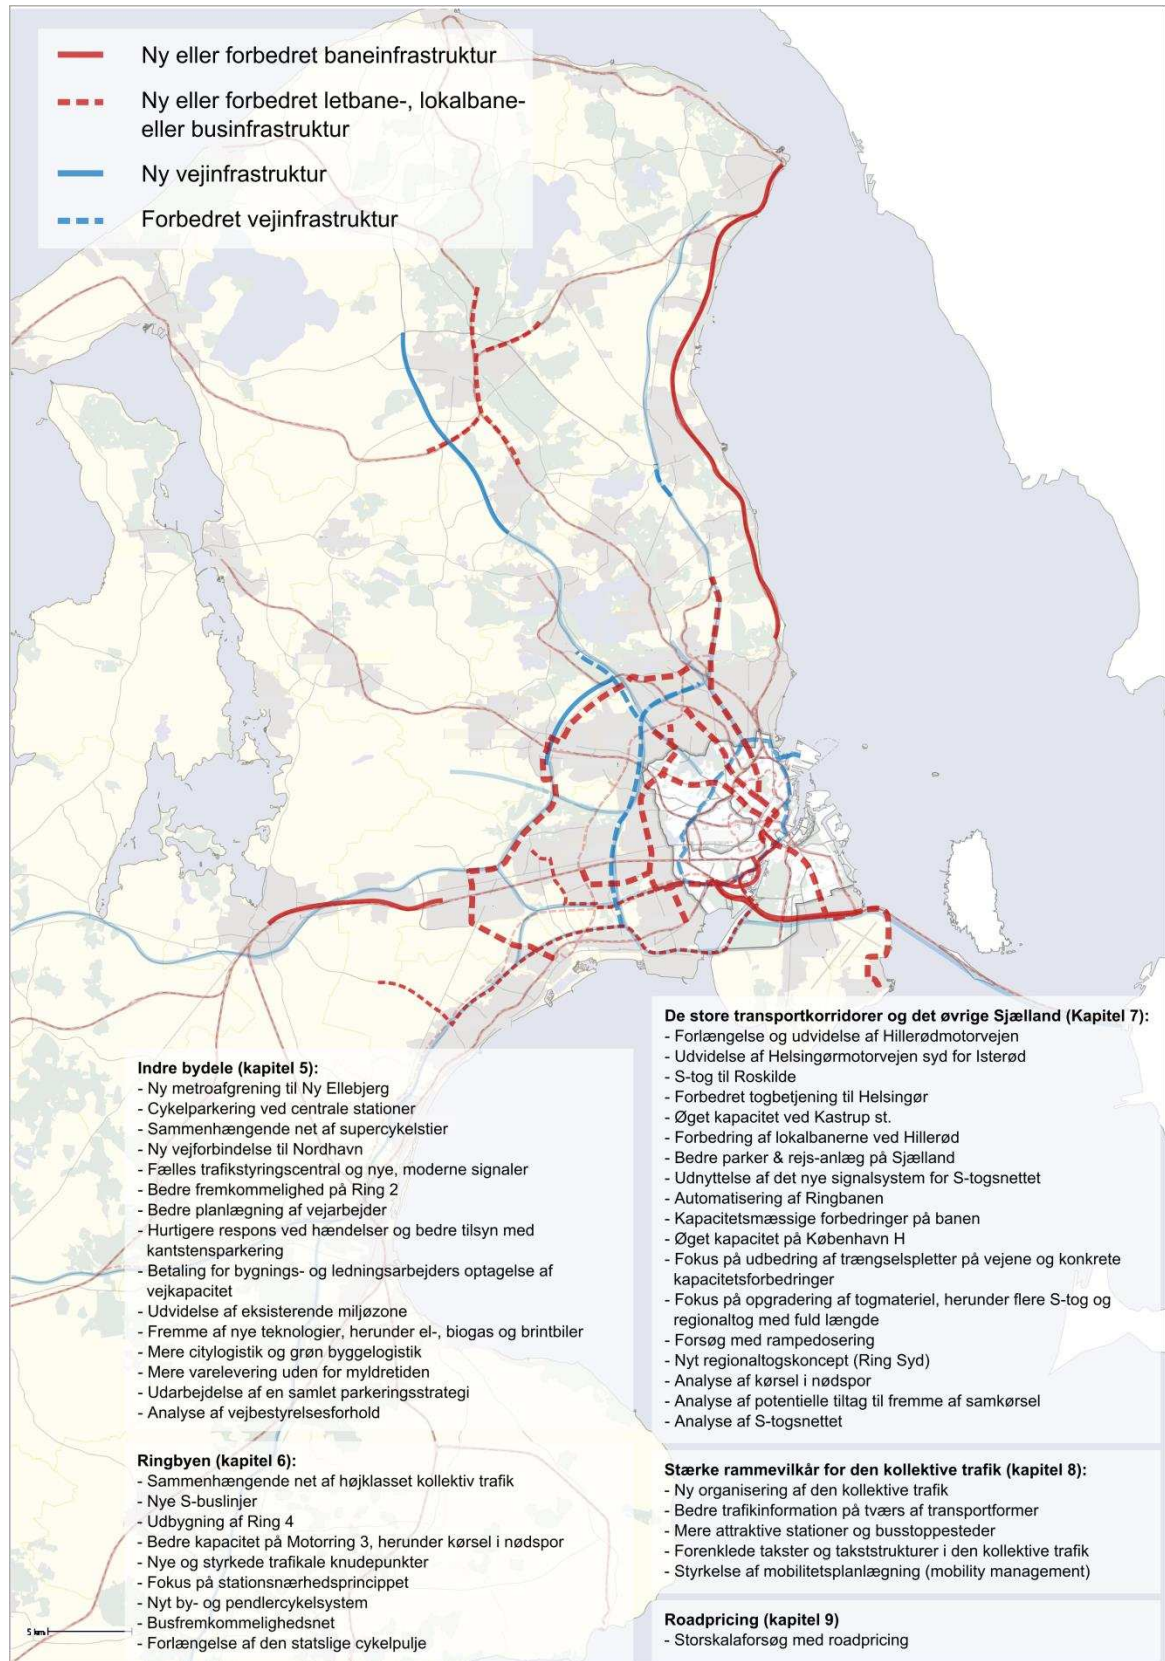 Ny eller forbedret baneinfrastruktur
Ny eller forbedret letbane-, lokalbane-
eller businfrastruktur
Ny vejinfrastruktur
Forbedret vejinfrastruktur
Indre bydele (kapitel 5):
- Ny metroafgrening til Ny Ellebjerg
- Cykelparkering ved centrale stationer
- Sammenhængende net af supercykelstier
- Ny vejforbindelse til Nordhavn
- Fælles trafikstyringscentral og nye, moderne signaler
- Bedre fremkommelighed på Ring 2
- Bedre planlægning af vejarbejder
- Hurtigere respons ved hændelser og bedre tilsyn med
kantstensparkering
- Betaling for bygnings- og ledningsarbejders optagelse af
vejkapacitet
- Udvidelse af eksisterende miljøzone
- Fremme af nye teknologier, herunder el-, biogas og brintbiler
- Mere citylogistik og grøn byggelogistik
- Mere varelevering uden for myldretiden
- Udarbejdelse af en samlet parkeringsstrategi
- Analyse af vejbestyrelsesforhold
Ringbyen (kapitel 6):
- Sammenhængende net af højklasset kollektiv trafik
- Nye S-buslinjer
- Udbygning af Ring 4
- Bedre kapacitet på Motorring 3, herunder kørsel i nødspor
- Nye og styrkede trafikale knudepunkter
- Fokus på stationsnærhedsprincippet
- Nyt by- og pendlercykelsystem
- Busfremkommelighedsnet
- Forlængelse af den statslige cykelpulje
5 km
De store transportkorridorer og det øvrige Sjælland (Kapitel 7):
- Forlængelse og udvidelse af Hillerødmotorvejen
- Udvidelse af Helsingørmotorvejen syd for Isterød
- S-tog til Roskilde
- Forbedret togbetjening til Helsingør
- Øget kapacitet ved Kastrup st.
- Forbedring af lokalbanerne ved Hillerød
- Bedre parker & rejs-anlæg på Sjælland
- Udnyttelse af det nye signalsystem for S-togsnettet
- Automatisering af Ringbanen
- Kapacitetsmæssige forbedringer på banen
- Øget kapacitet på København H
- Fokus på udbedring af trængselspletter på vejene og konkrete
kapacitetsforbedringer
- Fokus på opgradering af togmateriel, herunder flere S-tog og
regionaltog med fuld længde
- Forsøg med rampedosering
- Nyt regionaltogskoncept (Ring Syd)
- Analyse af kørsel i nødspor
- Analyse af potentielle tiltag til fremme af samkørsel
- Analyse af S-togsnettet
Stærke rammevilkår for den kollektive trafik (kapitel 8):
- Ny organisering af den kollektive trafik
- Bedre trafikinformation på tværs af transportformer
- Mere attraktive stationer og busstoppesteder
- Forenklede takster og takststrukturer i den kollektive trafik
- Styrkelse af mobilitetsplanlægning (mobility management)
Roadpricing (kapitel 9)
- Storskalaforsøg med roadpricing